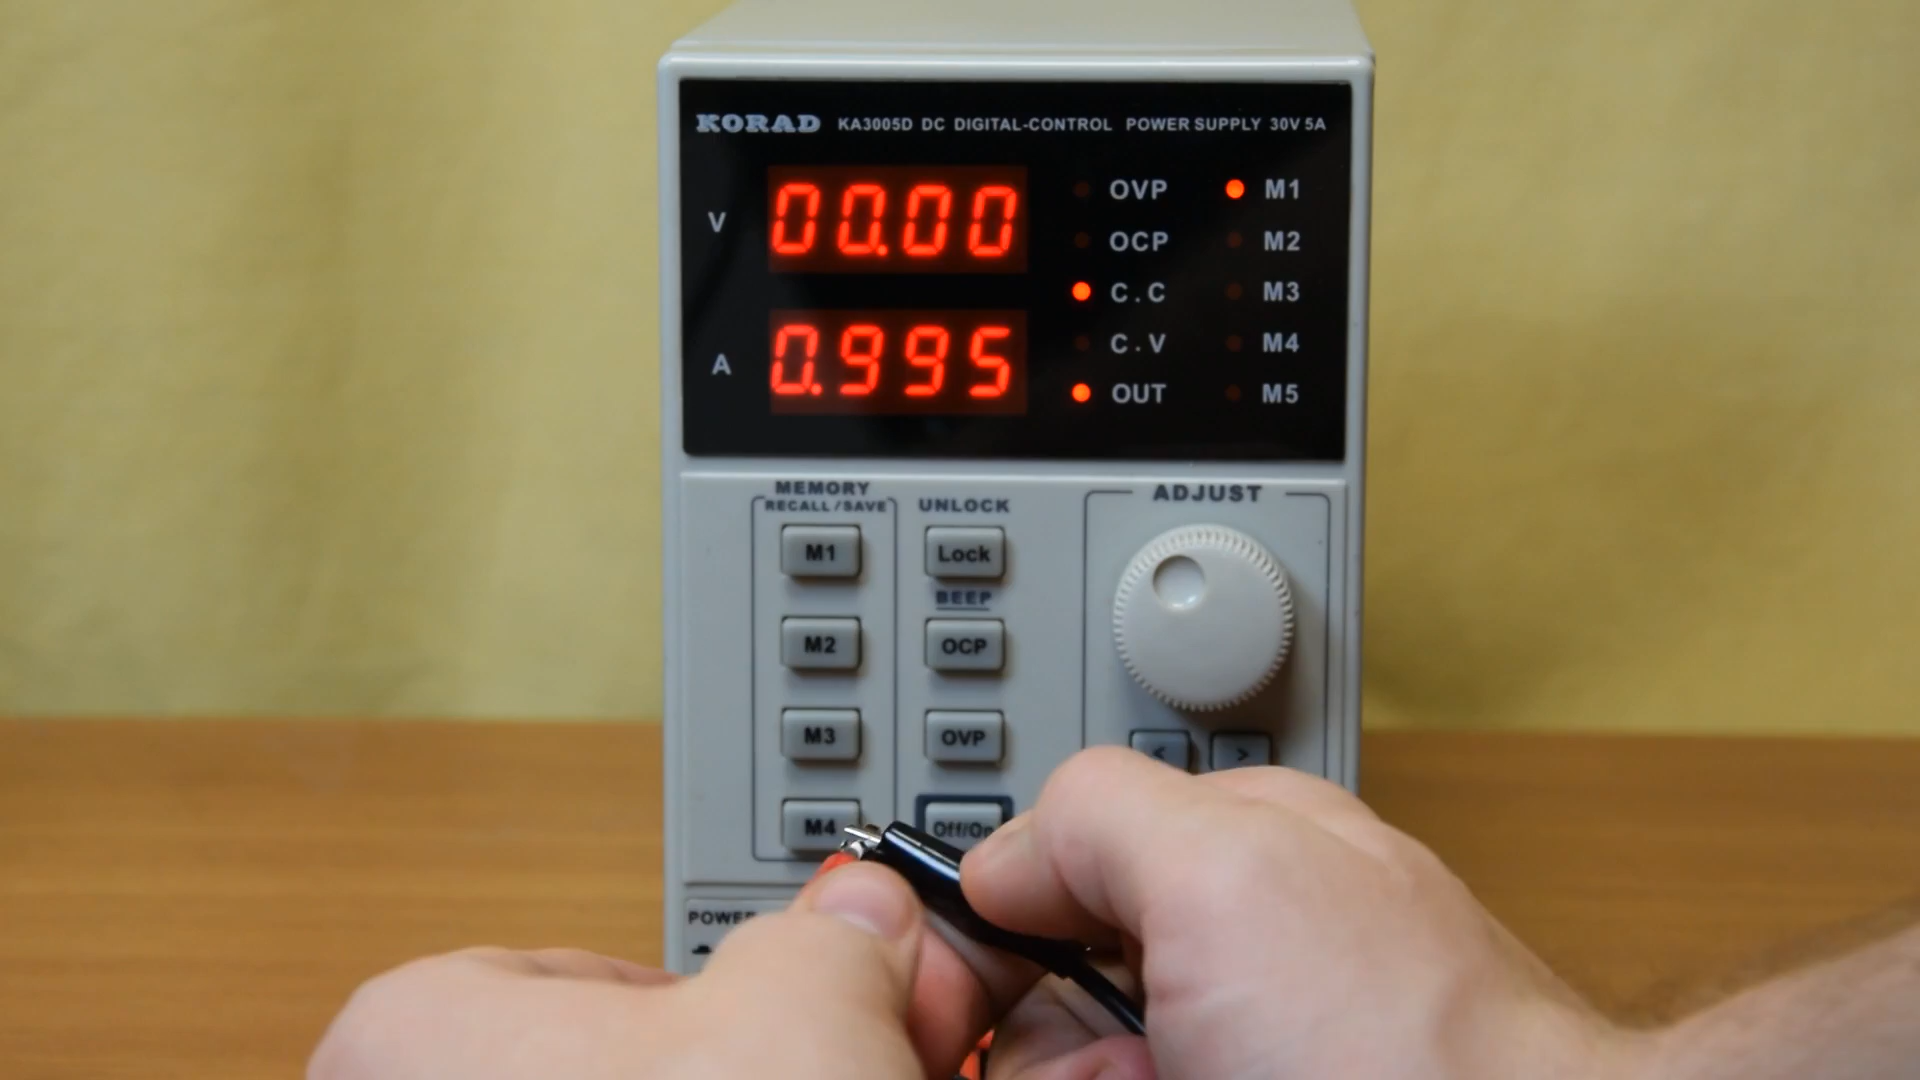 KORAD KA3005D DC DIGITAL-CONTROL POWER SUPPLY 30V 5A
V 00.00
A 0.995
OVP M1
OCP M2
C.C M3
C.V M4
OUT M5
MEMORY
RECALL/SAVE
UNLOCK
ADJUST
M1 Lock
BEEP
M2 OCP
M3 OVP
< >
M4 Off/On
POWER